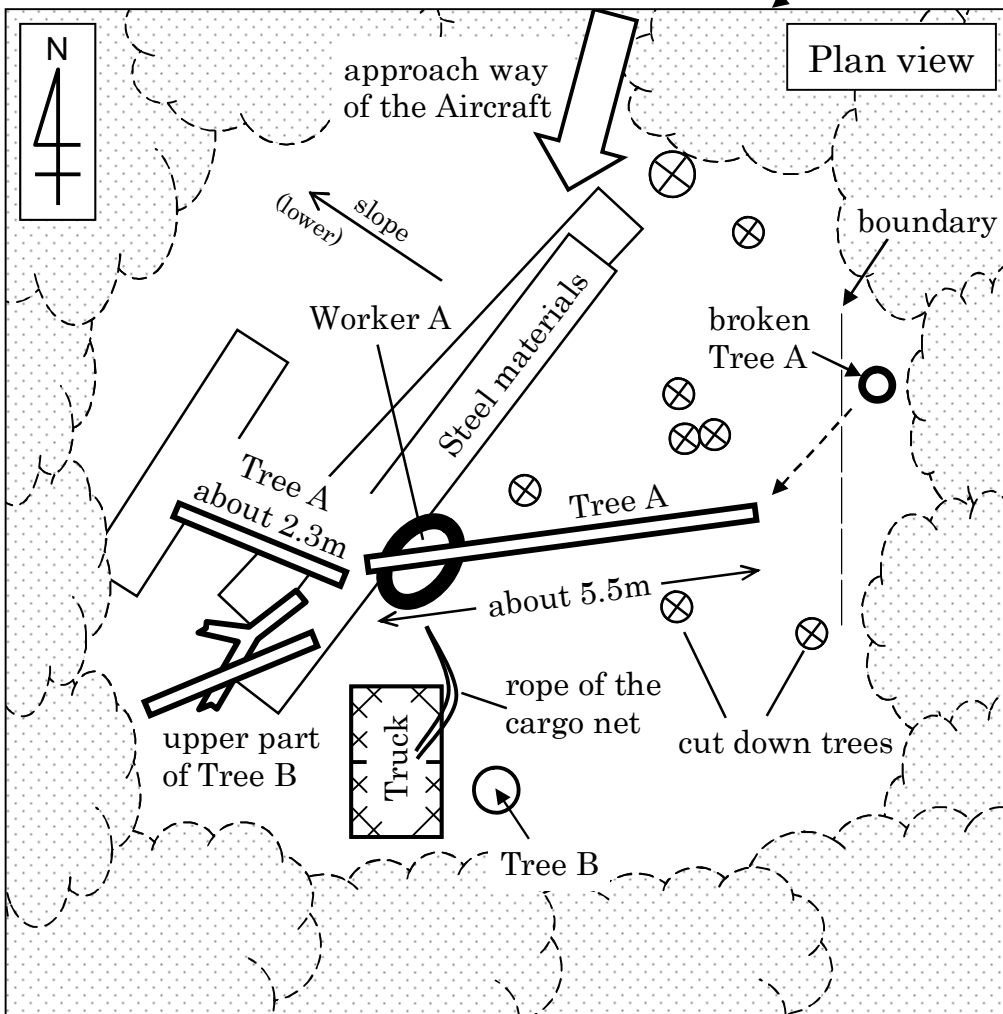 N
Plan view
approach way
of the Aircraft
slope
(lower)
boundary
Worker A
broken
Tree A
Steel materials
Tree A
about 2.3m
Tree A
about 5.5m
rope of the
cargo net
upper part
of Tree B
Truck
cut down trees
Tree B